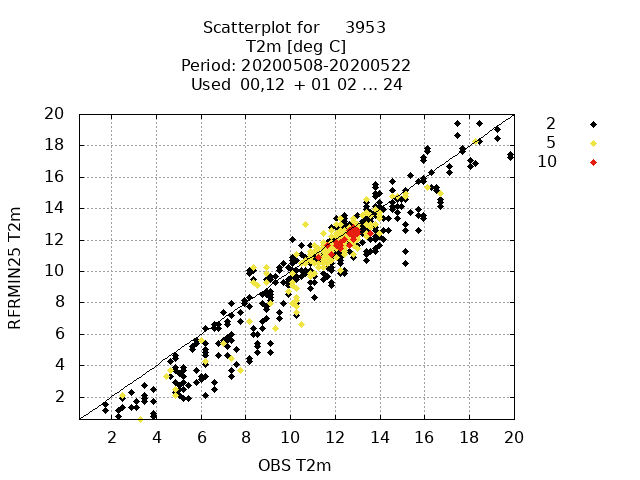 Scatterplot for 3953
T2m [deg C]
Period: 20200508-20200522
Used 00,12 + 01 02 ... 24
2
5
10
20
18
16
14
12
10
8
6
4
2
RFRMIN25 T2m
2 4 6 8 10 12 14 16 18 20
OBS T2m